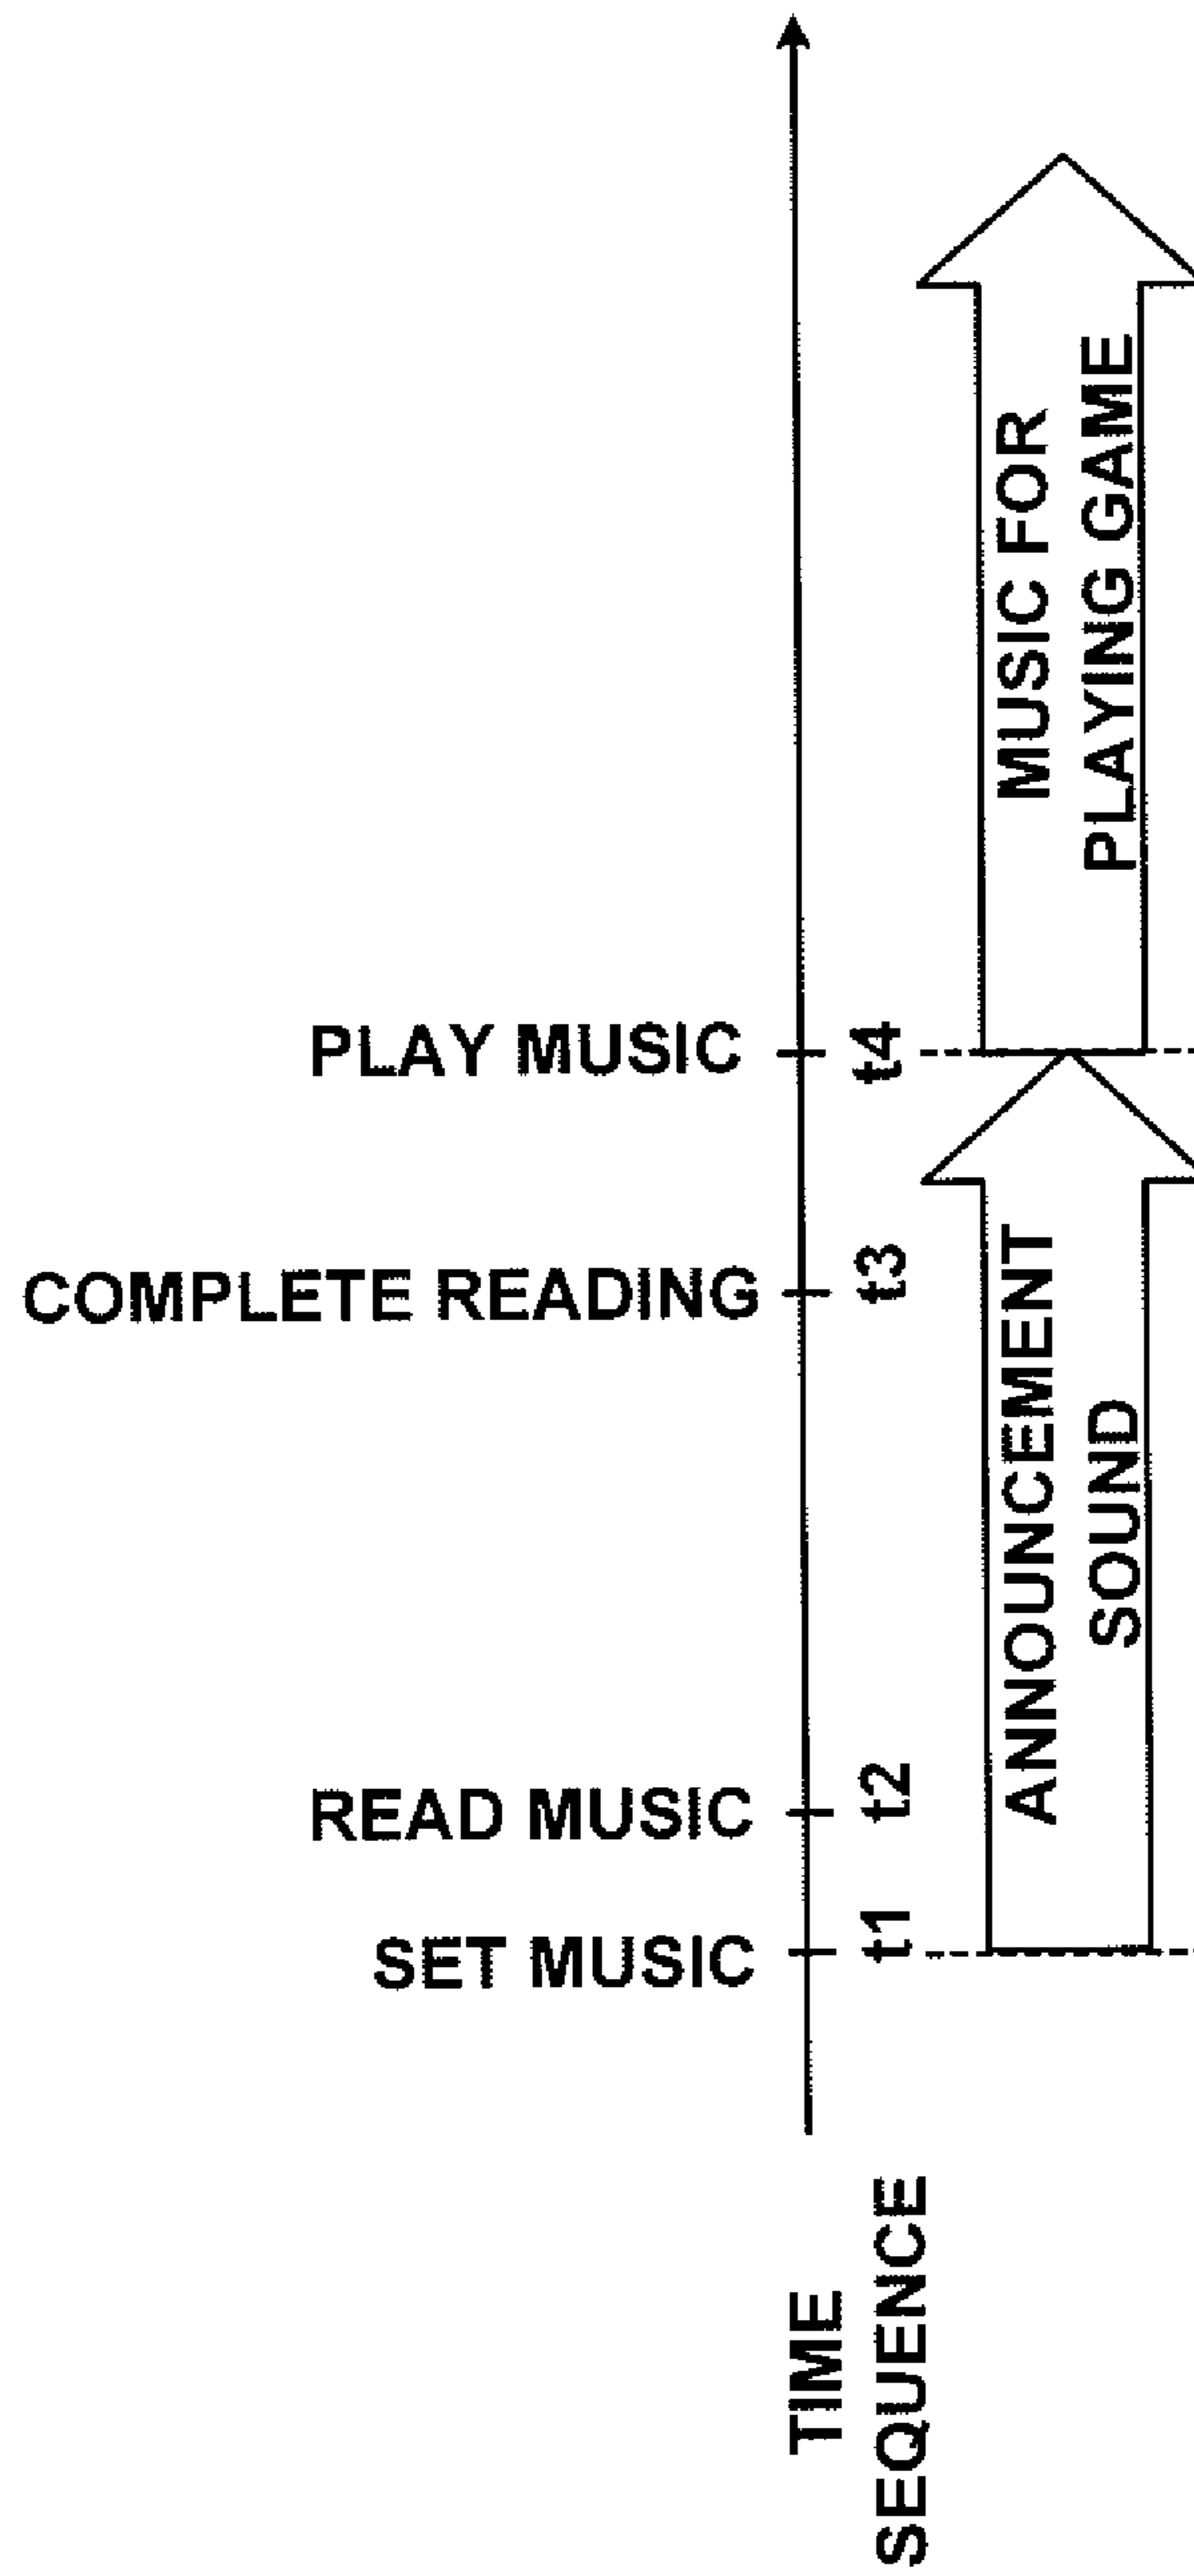 PLAY MUSIC
COMPLETE READING
READ MUSIC
SET MUSIC
TIME
SEQUENCE
t1
t2
t3
t4
ANNOUNCEMENT
SOUND
MUSIC FOR
PLAYING GAME